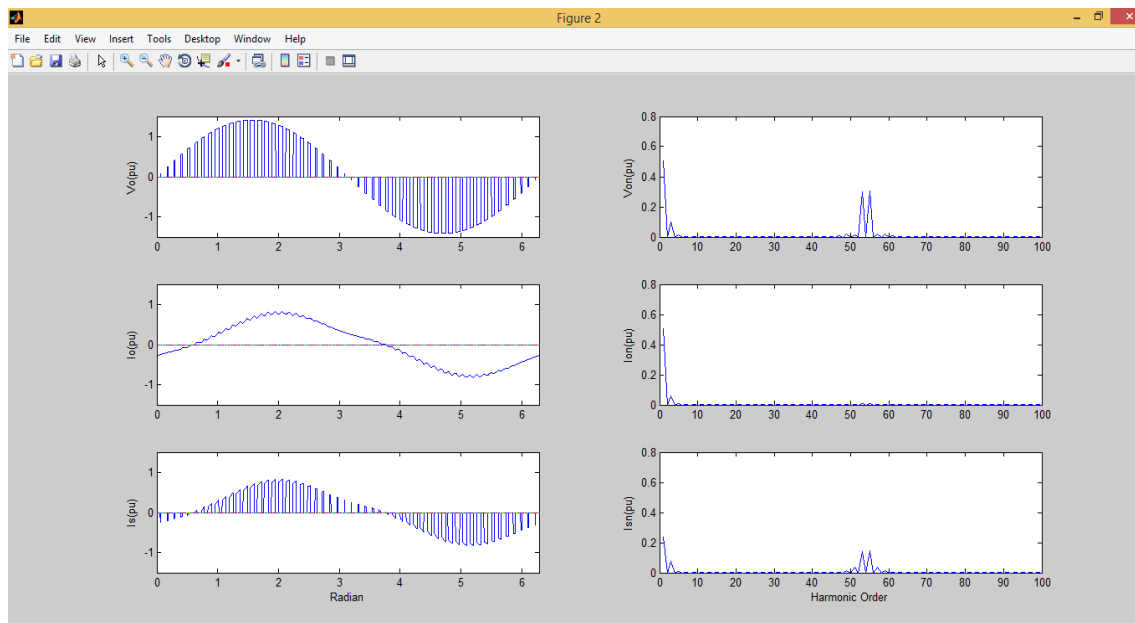 Figure 2
File Edit View Insert Tools Desktop Window Help
Vo(pu)
1
0
-1
0 1 2 3 4 5 6
Von(pu)
0.8
0.6
0.4
0.2
0
0 10 20 30 40 50 60 70 80 90 100
Io(pu)
1
0
-1
0 1 2 3 4 5 6
Ion(pu)
0.8
0.6
0.4
0.2
0
0 10 20 30 40 50 60 70 80 90 100
Is(pu)
1
0
-1
0 1 2 3 4 5 6
Radian
Isn(pu)
0.8
0.6
0.4
0.2
0
0 10 20 30 40 50 60 70 80 90 100
Harmonic Order